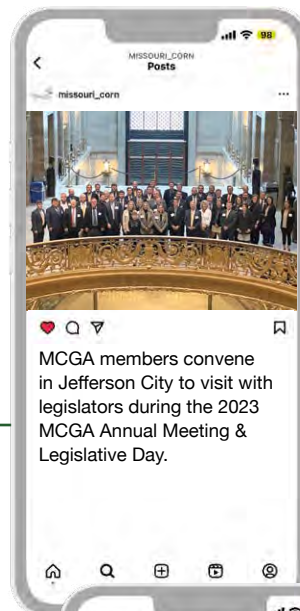 98
MISSOURI_CORN
Posts
missouri_corn
MCGA members convene
in Jefferson City to visit with
legislators during the 2023
MCGA Annual Meeting &
Legislative Day.